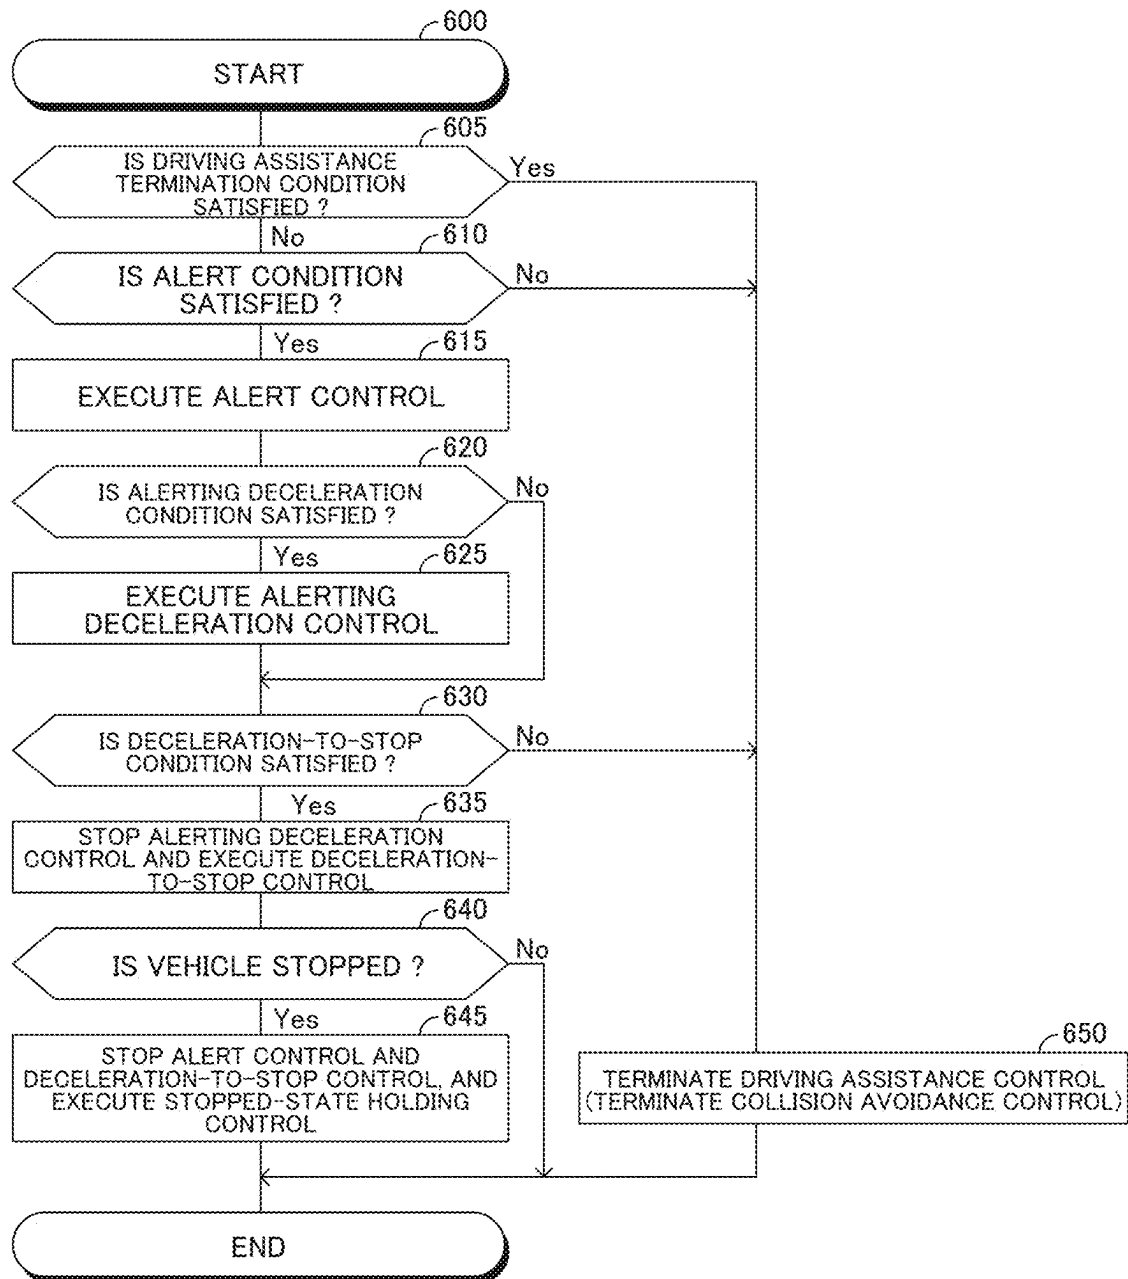 600
START
605
IS DRIVING ASSISTANCE
TERMINATION CONDITION
SATISFIED ?
Yes
No
610
IS ALERT CONDITION
SATISFIED ?
No
Yes
615
EXECUTE ALERT CONTROL
620
IS ALERTING DECELERATION
CONDITION SATISFIED ?
No
Yes
625
EXECUTE ALERTING
DECELERATION CONTROL
630
IS DECELERATION-TO-STOP
CONDITION SATISFIED ?
No
Yes
635
STOP ALERTING DECELERATION
CONTROL AND EXECUTE DECELERATION-
TO-STOP CONTROL
640
IS VEHICLE STOPPED ?
No
Yes
645
STOP ALERT CONTROL AND
DECELERATION-TO-STOP CONTROL, AND
EXECUTE STOPPED-STATE HOLDING
CONTROL
650
TERMINATE DRIVING ASSISTANCE CONTROL
(TERMINATE COLLISION AVOIDANCE CONTROL)
END